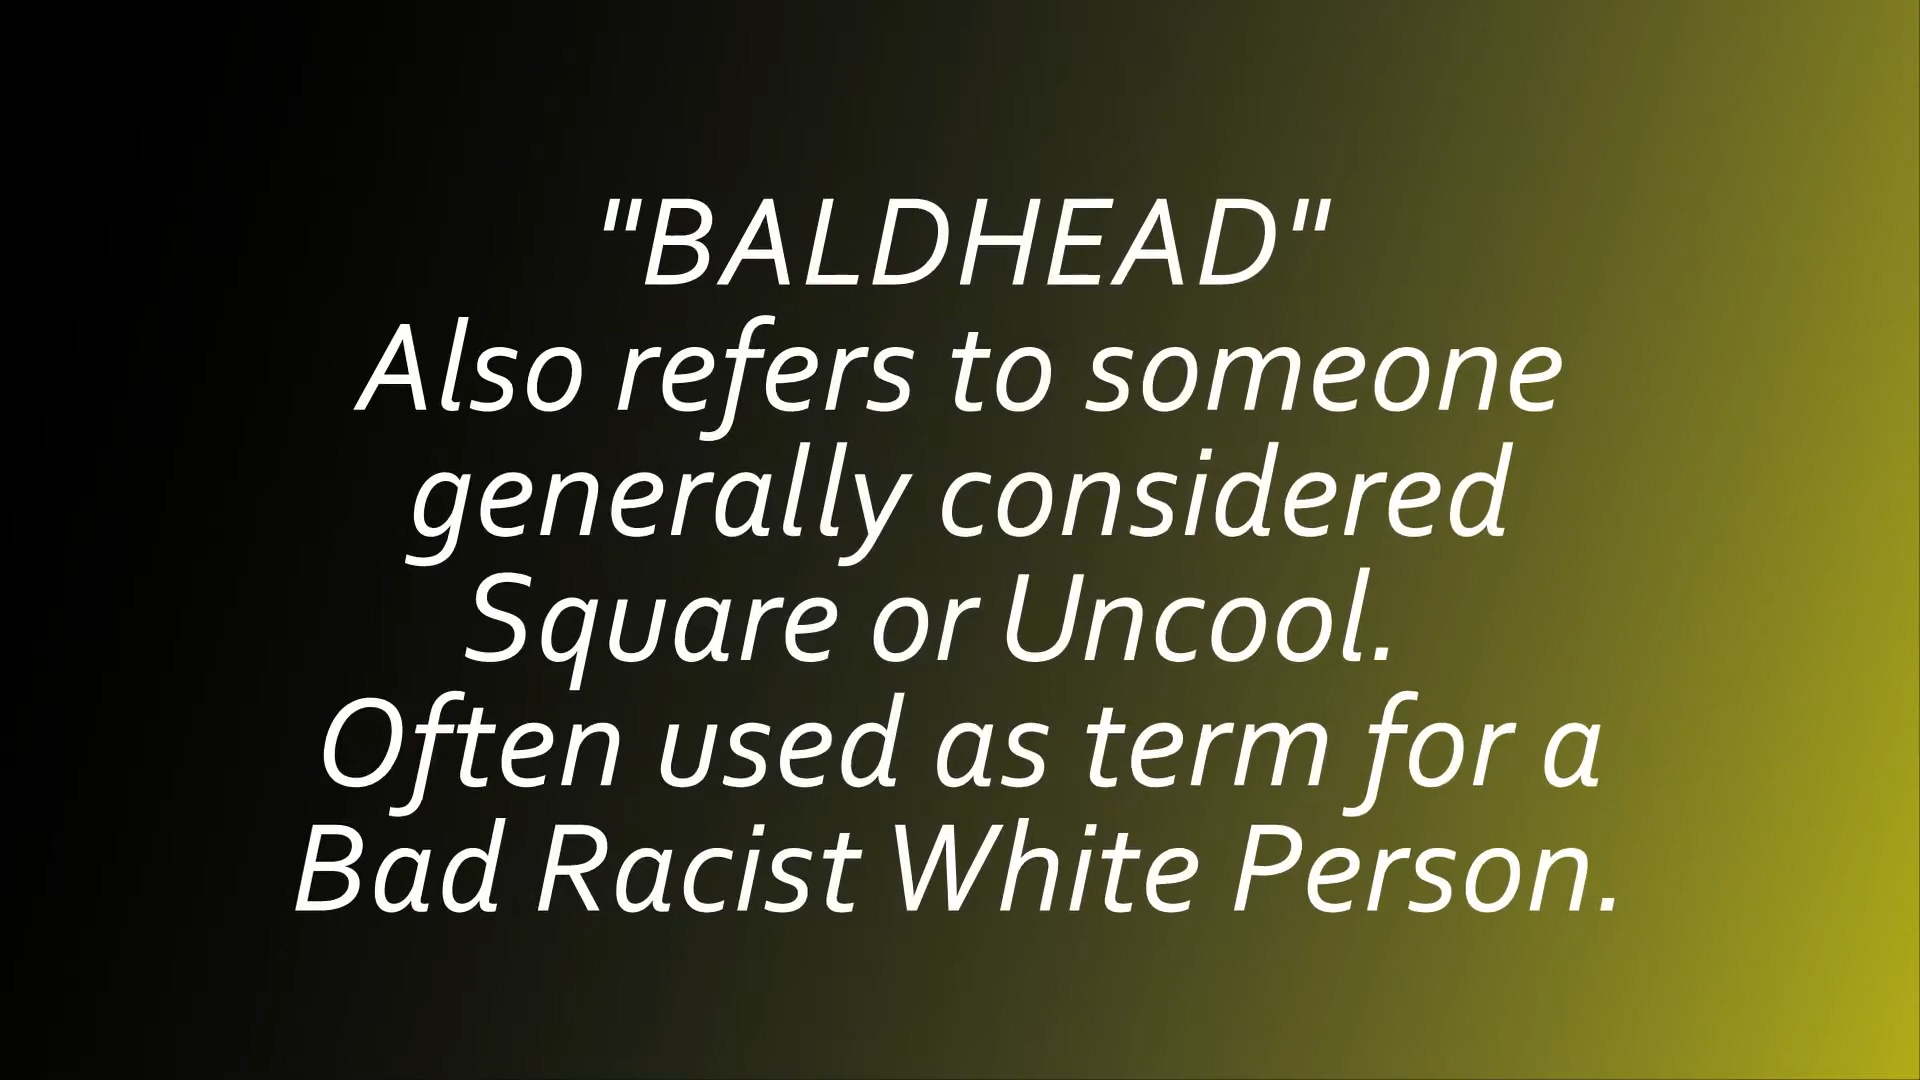 "BALDHEAD"
Also refers to someone
generally considered
Square or Uncool.
Often used as term for a
Bad Racist White Person.